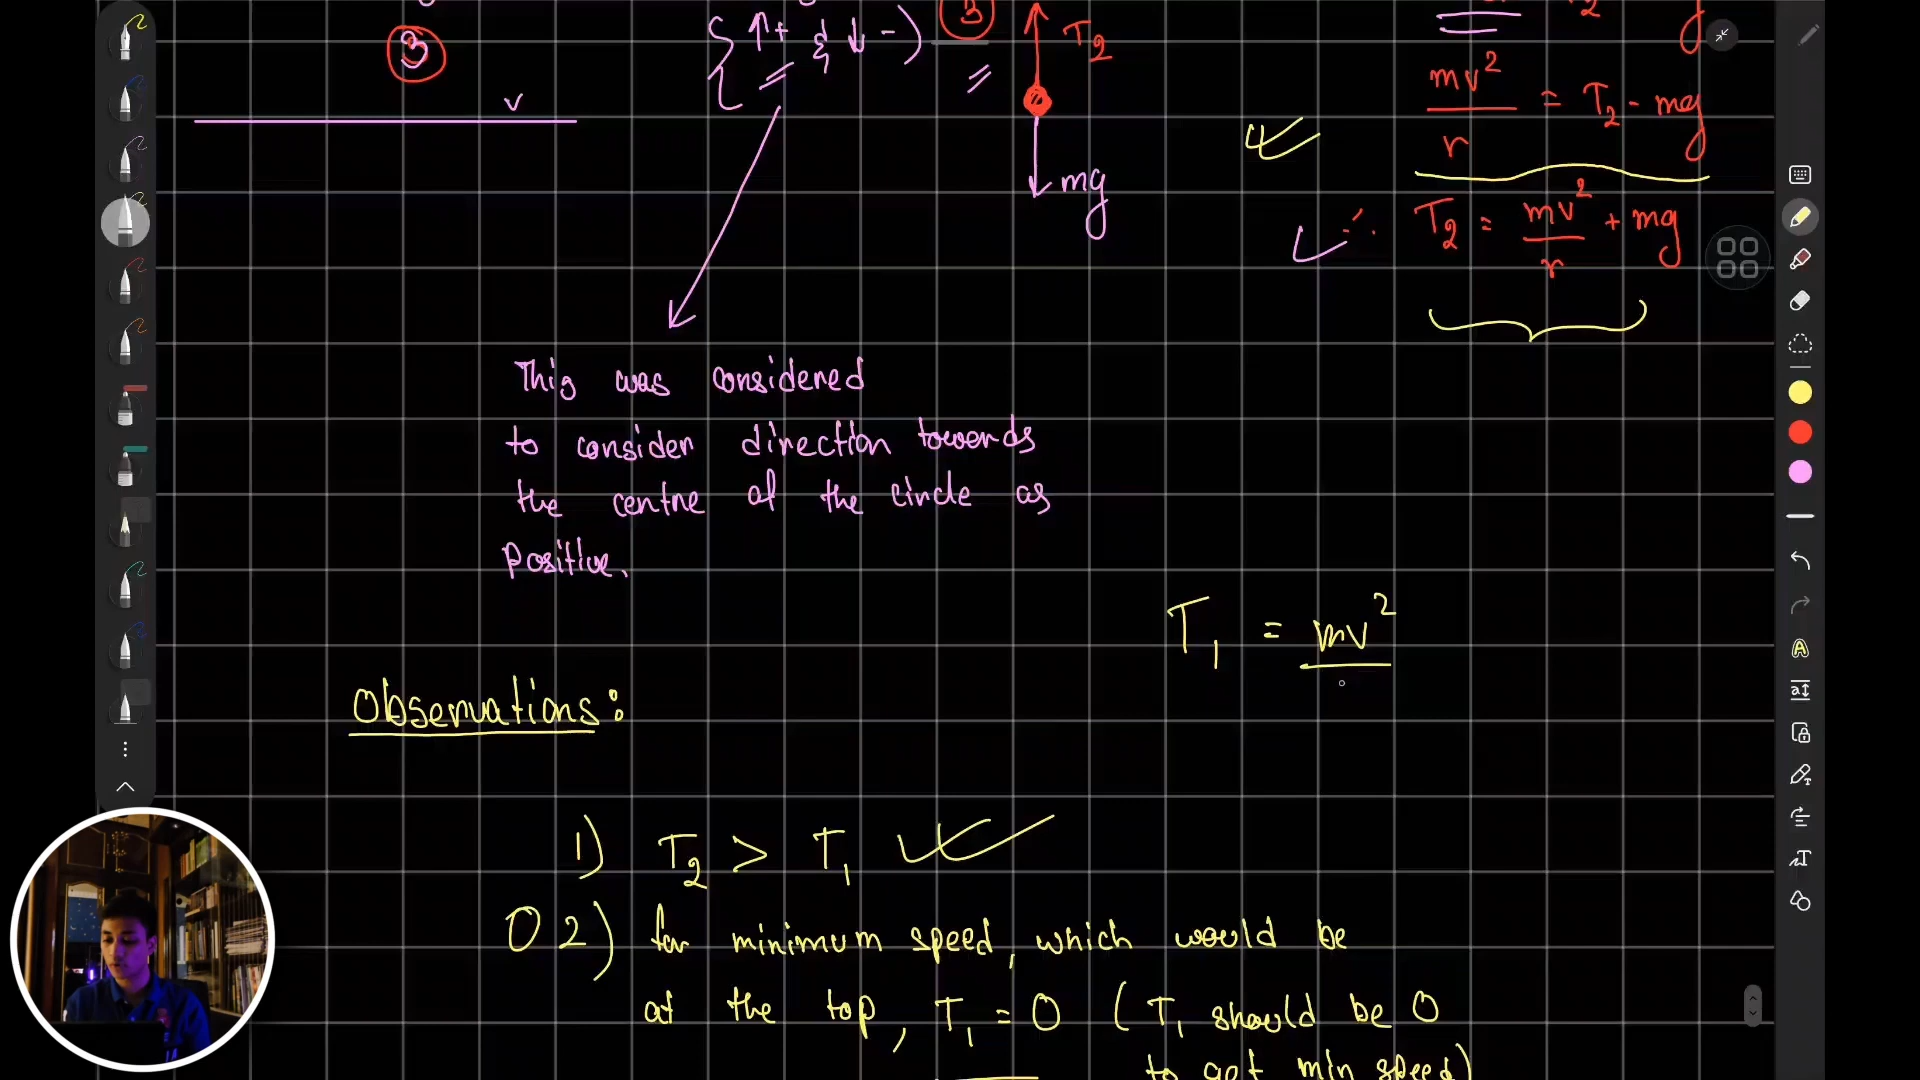 3
{ ↑+ & ↓ - )
3
T2
v
mg
mv²/r = T2 - mg
∴ T2 = mv²/r + mg
This was considered
to consider direction towards
the centre of the circle as
Positive.
T1 = mv²
Observations:
1) T2 > T1
2) for minimum speed, which would be
at the top, T1 = 0 ( T1 should be 0
to get min speed)